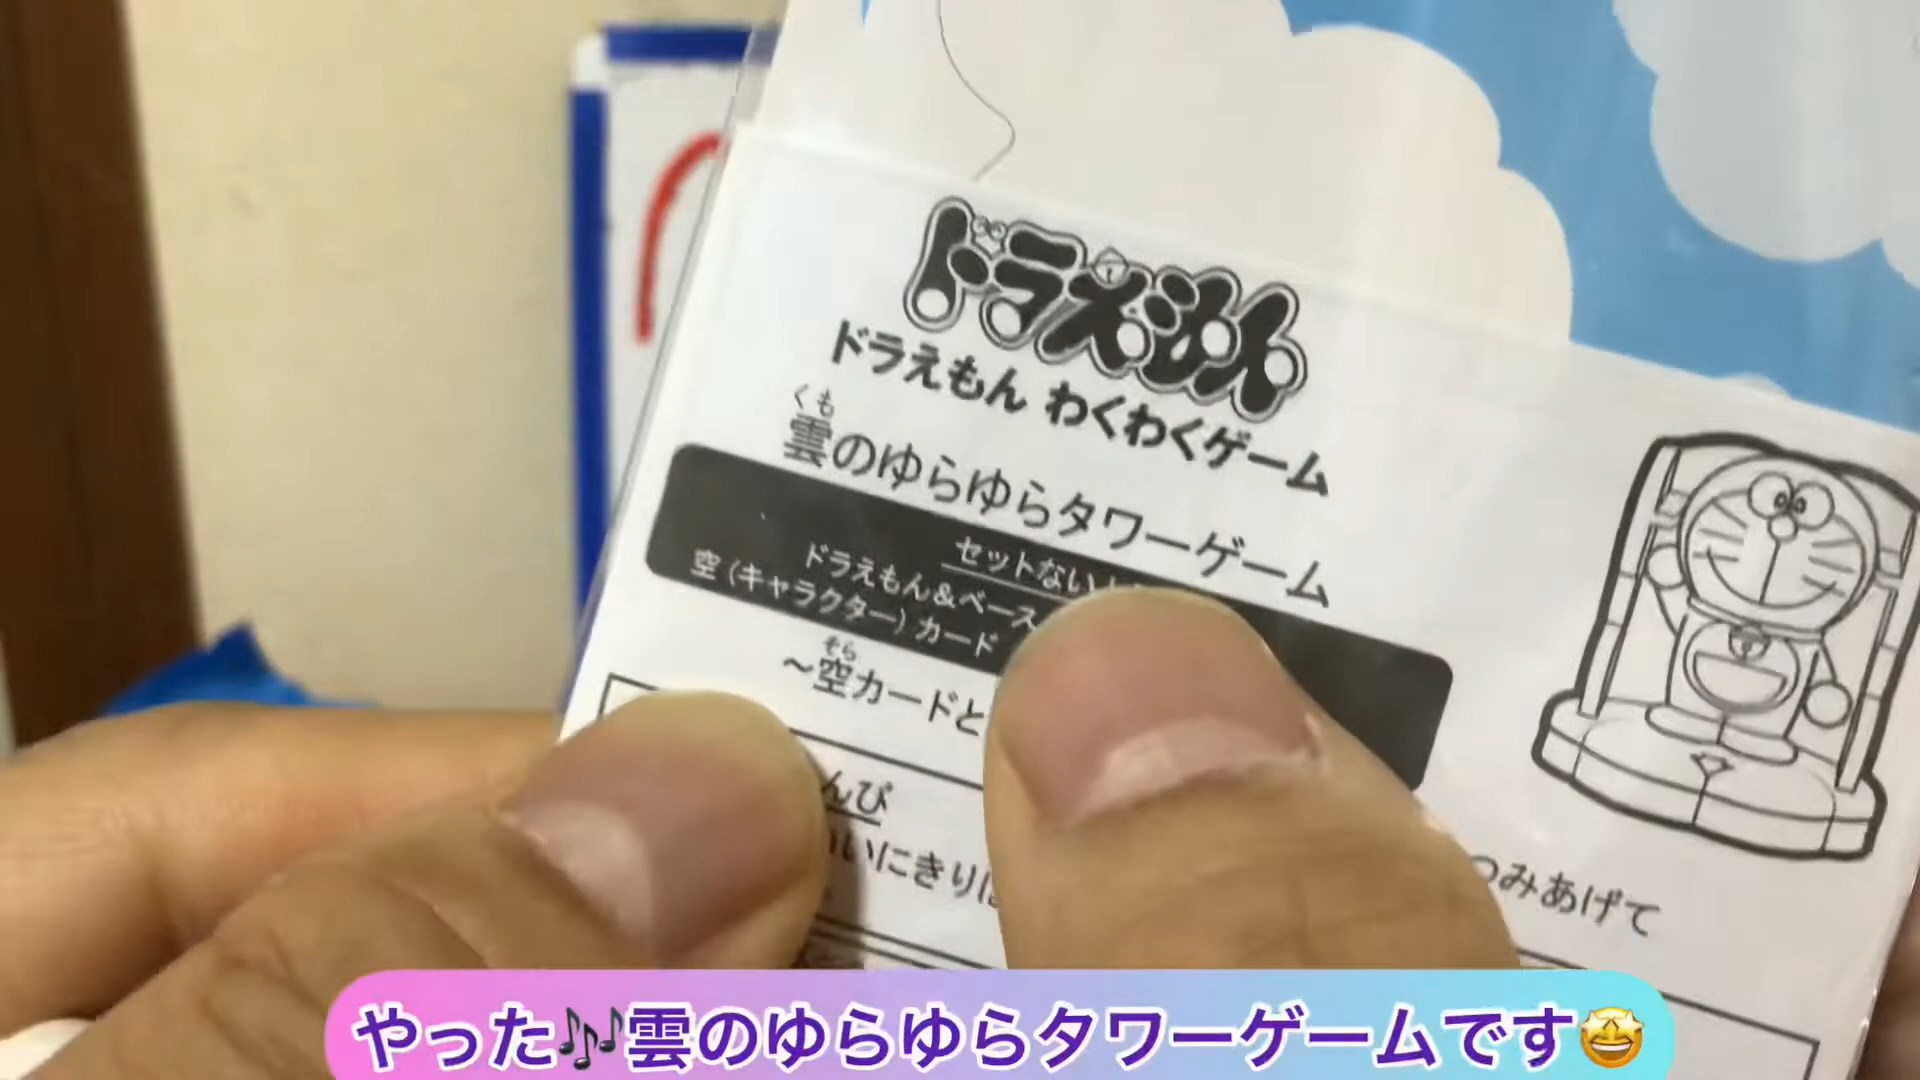 ドラえもん
ドラえもん わくわくゲーム
くも
雲のゆらゆらタワーゲーム
セットない
ドラえもん&ベース
空 (キャラクター) カード
そら
～空カードと
んび
いにきり
つみあげて
やった🎶雲のゆらゆらタワーゲームです🤩